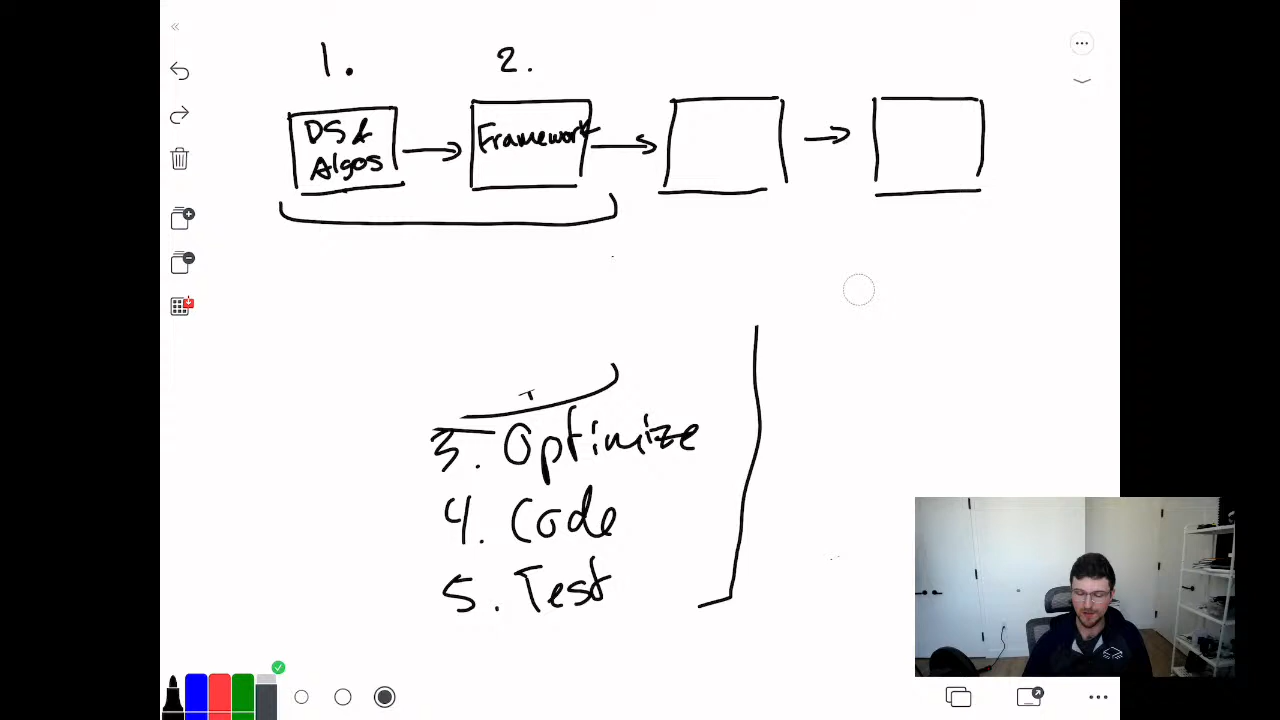 1. 2.
DS & Algos
Framework
3. Optimize
4. Code
5. Test